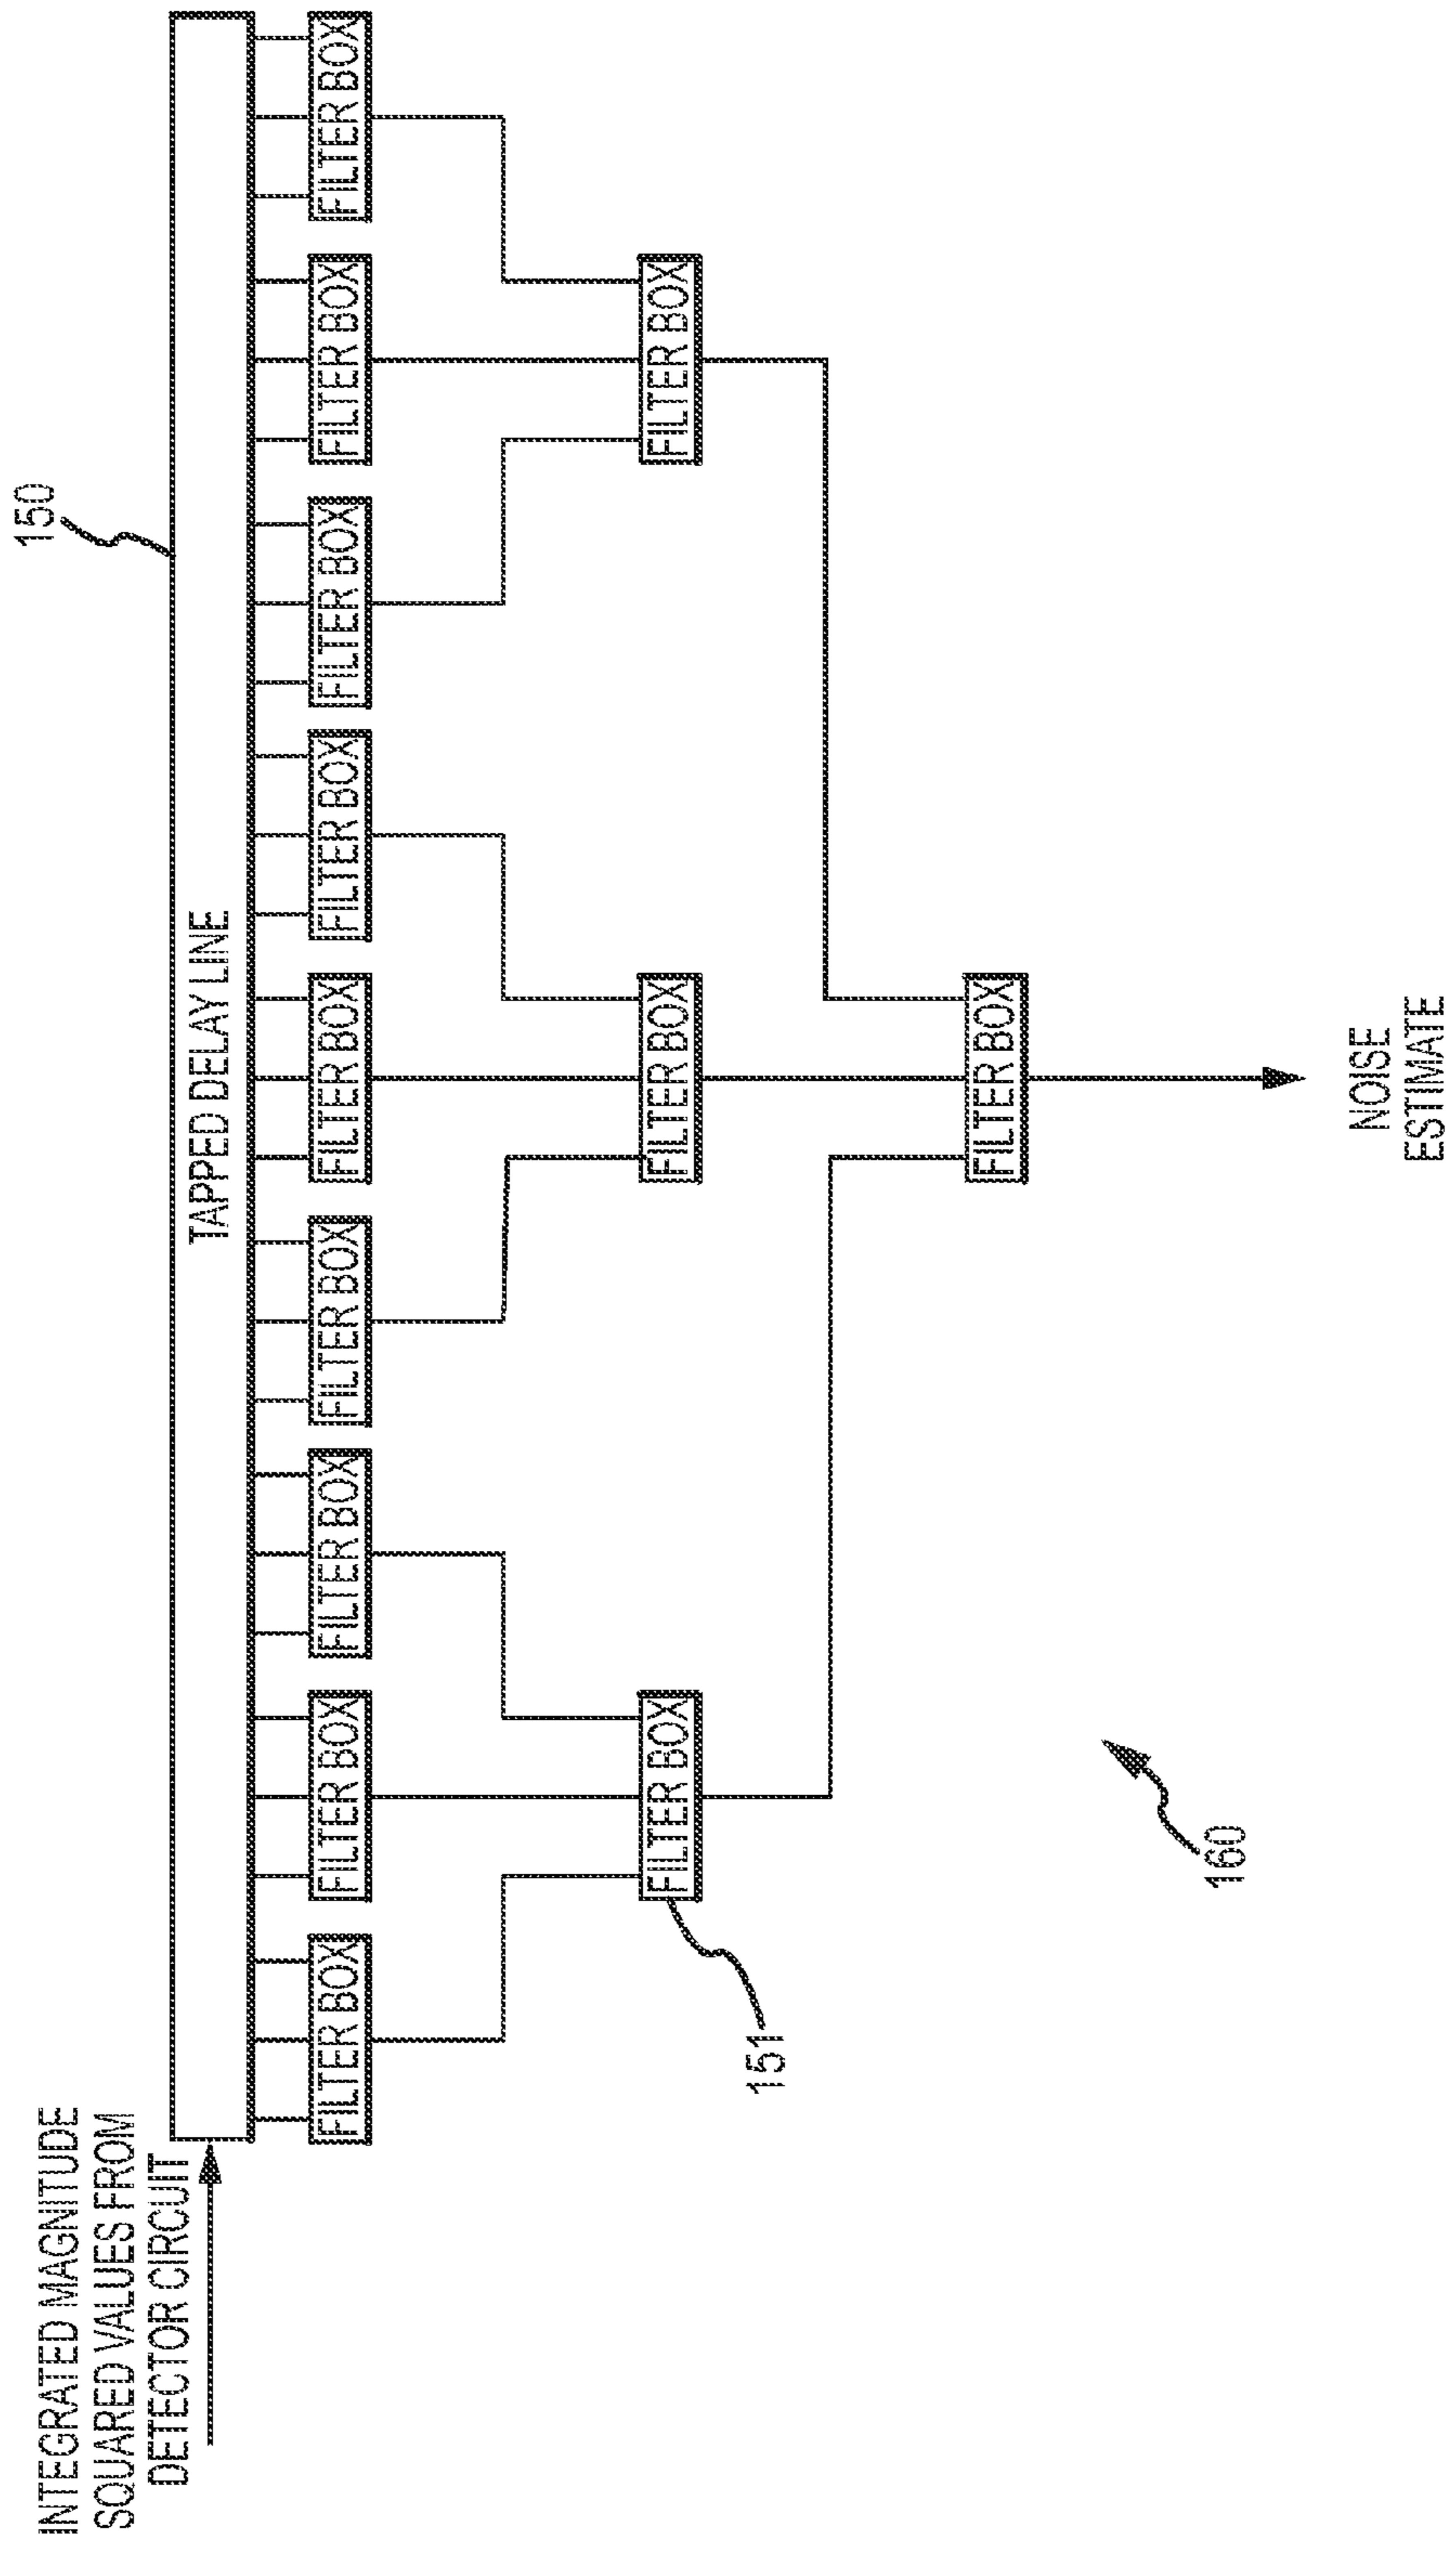 INTEGRATED MAGNITUDE
SQUARED VALUES FROM
DETECTOR CIRCUIT
150
TAPPED DELAY LINE
FILTER BOX
FILTER BOX
FILTER BOX
FILTER BOX
FILTER BOX
FILTER BOX
FILTER BOX
FILTER BOX
FILTER BOX
FILTER BOX
FILTER BOX
FILTER BOX
151
FILTER BOX
160
NOISE
ESTIMATE